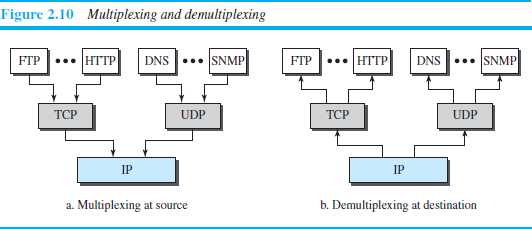 Figure 2.10 Multiplexing and demultiplexing
FTP ••• HTTP DNS ••• SNMP FTP ••• HTTP DNS ••• SNMP
TCP UDP TCP UDP
IP IP
a. Multiplexing at source b. Demultiplexing at destination